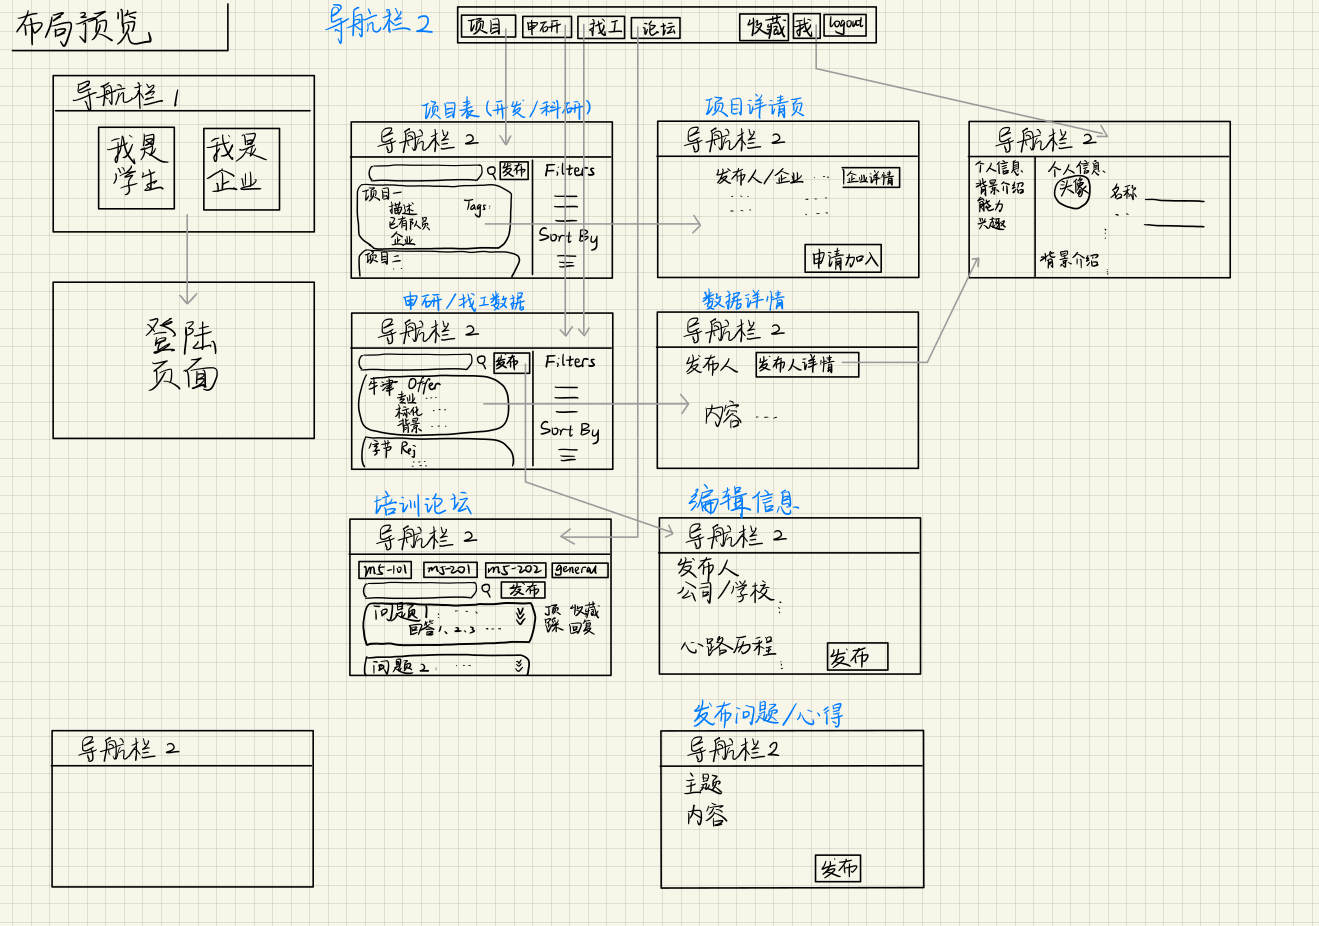 布局预览
导航栏 2
项目 申研 找工 论坛 收藏 我 logout
导航栏 1
我是学生
我是企业
登陆页面
项目表(开发/科研)
导航栏 2
发布
Filters
项目一
描述
Tags:
已有队员
企业
Sort By
项目二
项目详请页
导航栏 2
发布人/企业 ... 企业详情
申请加入
导航栏 2
个人信息
背景介绍
能力
兴趣
个人信息
头像
名称
背景介绍
申研/找工数据
导航栏 2
发布
Filters
牛津 Offer
专业 ...
标化 ...
背景 ...
Sort By
字节 Rej
数据详情
导航栏 2
发布人 发布人详情
内容 ...
培训论坛
导航栏 2
m5-101 m5-201 m5-202 general
发布
问题1 ...
回答1、2、3 ...
顶 收藏
踩 回复
问题2 ...
编辑信息
导航栏 2
发布人
公司/学校
心路历程
发布
导航栏 2
发布问题/心得
导航栏2
主题
内容
发布